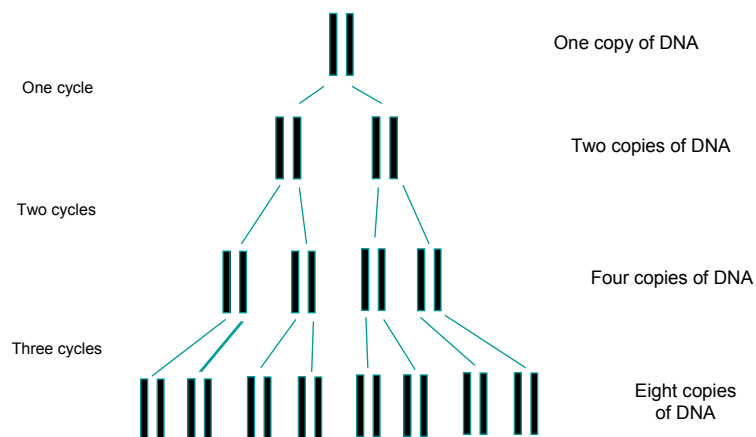 One copy of DNA
One cycle
Two copies of DNA
Two cycles
Four copies of DNA
Three cycles
Eight copies
of DNA